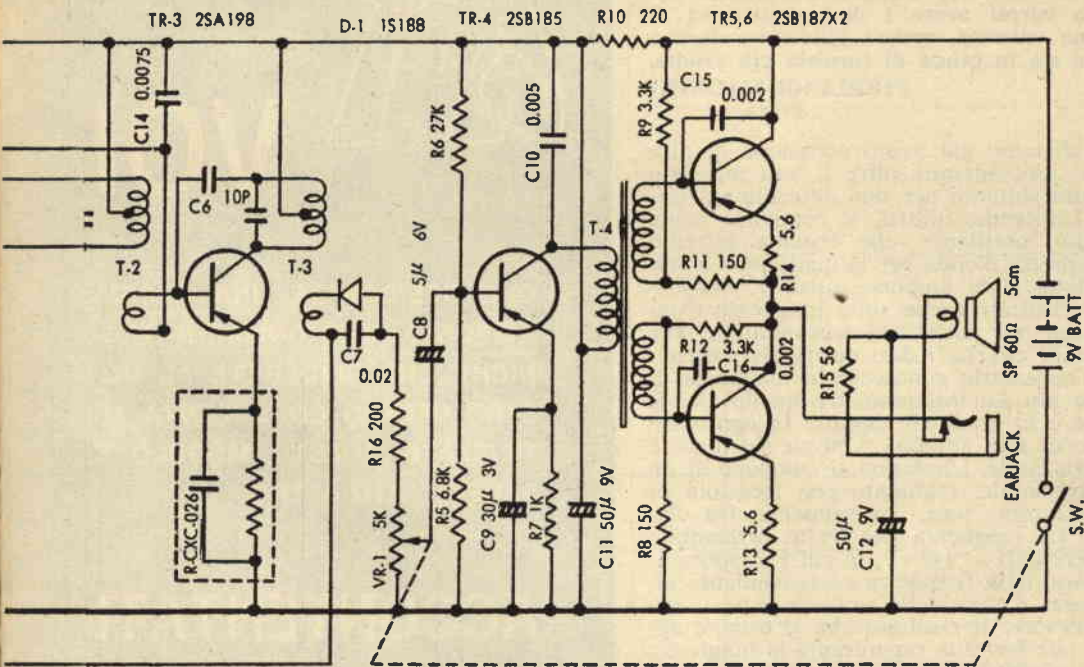 TR-3 2SA198
D-1 1S188
TR-4 2SB185
R10 220
TR5,6 2SB187X2
C14 0.0075
R6 27K
C10 0.005
R9 3.3K
C15
0.002
C6
10P
T-2
T-3
5μ 6V
C8
T-4
R11 150
5,6
R14
C7
0.02
R12
3.3K
C16
0.002
SP 60Ω 5cm
9V BATT
R-CXC-026
R16 200
VR-1 5K
R5 6.8K
C9 30μ 3V
R7 1K
C11 50μ 9V
R8 150
R13 5.6
R15 56
50μ
C12 9V
EARJACK
S.W.